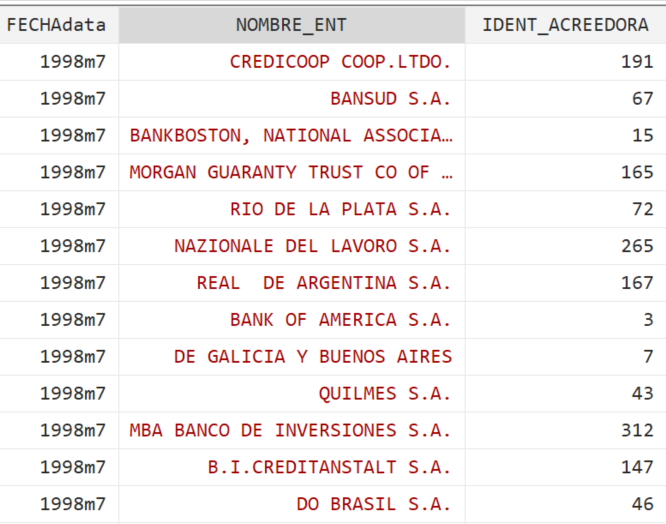 FECHAdata NOMBRE_ENT IDENT_ACREEDORA
1998m7 CREDICOOP COOP.LTDO. 191
1998m7 BANSUD S.A. 67
1998m7 BANKBOSTON, NATIONAL ASSOCIA… 15
1998m7 MORGAN GUARANTY TRUST CO OF … 165
1998m7 RIO DE LA PLATA S.A. 72
1998m7 NAZIONALE DEL LAVORO S.A. 265
1998m7 REAL  DE ARGENTINA S.A. 167
1998m7 BANK OF AMERICA S.A. 3
1998m7 DE GALICIA Y BUENOS AIRES 7
1998m7 QUILMES S.A. 43
1998m7 MBA BANCO DE INVERSIONES S.A. 312
1998m7 B.I.CREDITANSTALT S.A. 147
1998m7 DO BRASIL S.A. 46